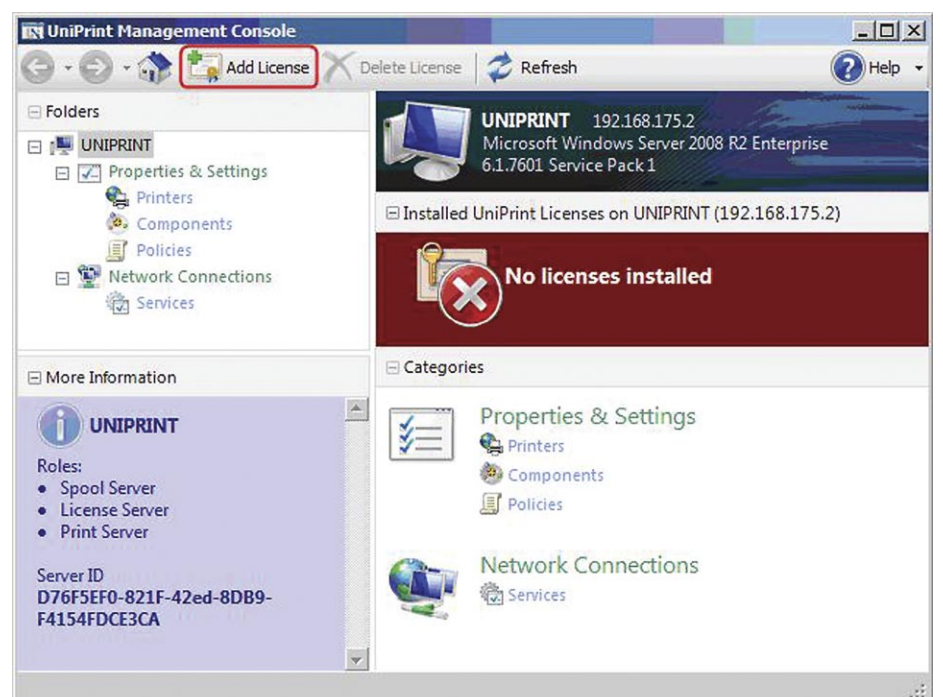 UniPrint Management Console
Add License
Delete License
Refresh
Help
Folders
UNIPRINT
Properties & Settings
Printers
Components
Policies
Network Connections
Services
More Information
UNIPRINT
Roles:
• Spool Server
• License Server
• Print Server
Server ID
D76F5EF0-821F-42ed-8DB9-
F4154FDCE3CA
UNIPRINT 192.168.175.2
Microsoft Windows Server 2008 R2 Enterprise
6.1.7601 Service Pack 1
Installed UniPrint Licenses on UNIPRINT (192.168.175.2)
No licenses installed
Categories
Properties & Settings
Printers
Components
Policies
Network Connections
Services